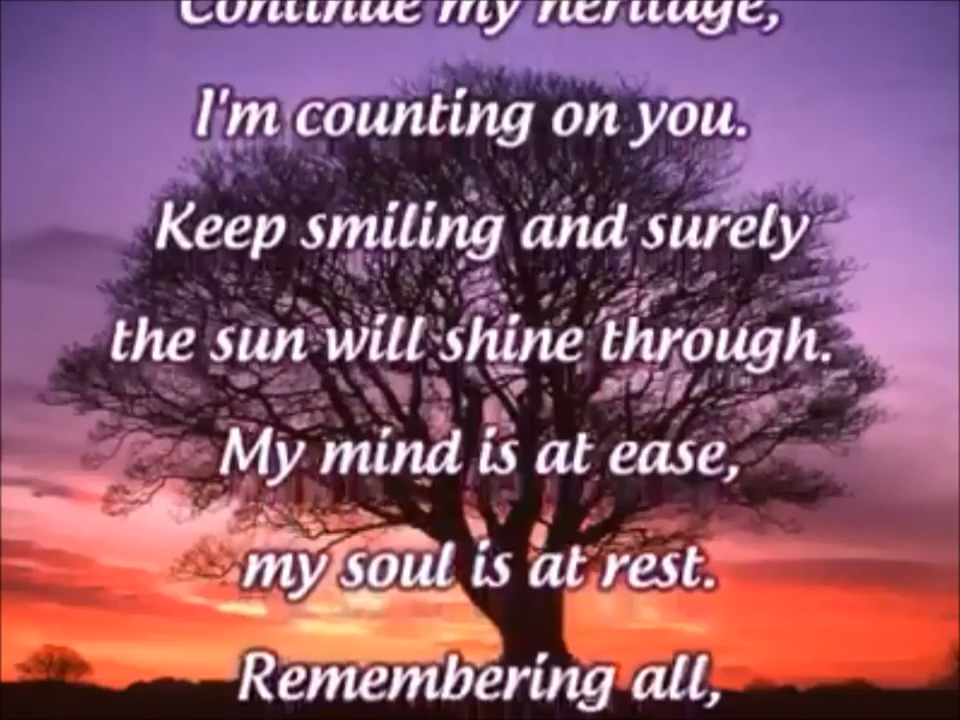 Continue my heritage,
I'm counting on you.
Keep smiling and surely
the sun will shine through.
My mind is at ease,
my soul is at rest.
Remembering all,